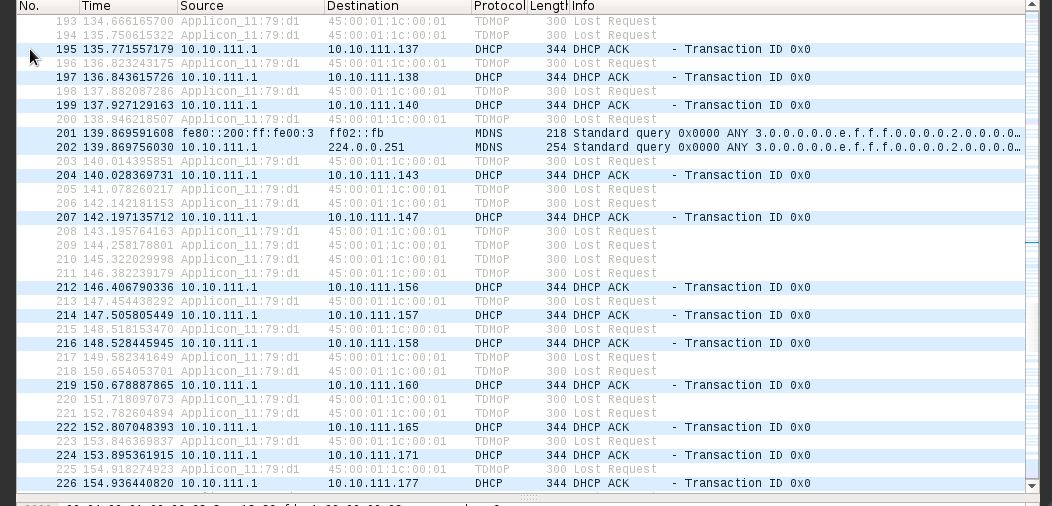 No. Time Source Destination Protocol Length Info
193 134.666165700 Applicon_11:79:d1 45:00:01:1c:00:01 TDMoP 300 Lost Request
194 135.750615322 Applicon_11:79:d1 45:00:01:1c:00:01 TDMoP 300 Lost Request
195 135.771557179 10.10.111.1 10.10.111.137 DHCP 344 DHCP ACK - Transaction ID 0x0
196 136.823243175 Applicon_11:79:d1 45:00:01:1c:00:01 TDMoP 300 Lost Request
197 136.843615726 10.10.111.1 10.10.111.138 DHCP 344 DHCP ACK - Transaction ID 0x0
198 137.882087286 Applicon_11:79:d1 45:00:01:1c:00:01 TDMoP 300 Lost Request
199 137.927129163 10.10.111.1 10.10.111.140 DHCP 344 DHCP ACK - Transaction ID 0x0
200 138.946218507 Applicon_11:79:d1 45:00:01:1c:00:01 TDMoP 300 Lost Request
201 139.869591608 fe80::200:ff:fe00:3 ff02::fb MDNS 218 Standard query 0x0000 ANY 3.0.0.0.0.0.e.f.f.f.0.0.0.0.2.0.0.0.0.0…
202 139.869756030 10.10.111.1 224.0.0.251 MDNS 254 Standard query 0x0000 ANY 3.0.0.0.0.0.e.f.f.f.0.0.0.0.2.0.0.0.0.0…
203 140.014395851 Applicon_11:79:d1 45:00:01:1c:00:01 TDMoP 300 Lost Request
204 140.028369731 10.10.111.1 10.10.111.143 DHCP 344 DHCP ACK - Transaction ID 0x0
205 141.078260217 Applicon_11:79:d1 45:00:01:1c:00:01 TDMoP 300 Lost Request
206 142.142181153 Applicon_11:79:d1 45:00:01:1c:00:01 TDMoP 300 Lost Request
207 142.197135712 10.10.111.1 10.10.111.147 DHCP 344 DHCP ACK - Transaction ID 0x0
208 143.195764163 Applicon_11:79:d1 45:00:01:1c:00:01 TDMoP 300 Lost Request
209 144.258178801 Applicon_11:79:d1 45:00:01:1c:00:01 TDMoP 300 Lost Request
210 145.322029998 Applicon_11:79:d1 45:00:01:1c:00:01 TDMoP 300 Lost Request
211 146.382239179 Applicon_11:79:d1 45:00:01:1c:00:01 TDMoP 300 Lost Request
212 146.406790336 10.10.111.1 10.10.111.156 DHCP 344 DHCP ACK - Transaction ID 0x0
213 147.454438292 Applicon_11:79:d1 45:00:01:1c:00:01 TDMoP 300 Lost Request
214 147.505805449 10.10.111.1 10.10.111.157 DHCP 344 DHCP ACK - Transaction ID 0x0
215 148.518153470 Applicon_11:79:d1 45:00:01:1c:00:01 TDMoP 300 Lost Request
216 148.528445945 10.10.111.1 10.10.111.158 DHCP 344 DHCP ACK - Transaction ID 0x0
217 149.582341649 Applicon_11:79:d1 45:00:01:1c:00:01 TDMoP 300 Lost Request
218 150.654053701 Applicon_11:79:d1 45:00:01:1c:00:01 TDMoP 300 Lost Request
219 150.678887865 10.10.111.1 10.10.111.160 DHCP 344 DHCP ACK - Transaction ID 0x0
220 151.718097073 Applicon_11:79:d1 45:00:01:1c:00:01 TDMoP 300 Lost Request
221 152.782604894 Applicon_11:79:d1 45:00:01:1c:00:01 TDMoP 300 Lost Request
222 152.807048393 10.10.111.1 10.10.111.165 DHCP 344 DHCP ACK - Transaction ID 0x0
223 153.846369837 Applicon_11:79:d1 45:00:01:1c:00:01 TDMoP 300 Lost Request
224 153.895361915 10.10.111.1 10.10.111.171 DHCP 344 DHCP ACK - Transaction ID 0x0
225 154.918274923 Applicon_11:79:d1 45:00:01:1c:00:01 TDMoP 300 Lost Request
226 154.936440820 10.10.111.1 10.10.111.177 DHCP 344 DHCP ACK - Transaction ID 0x0